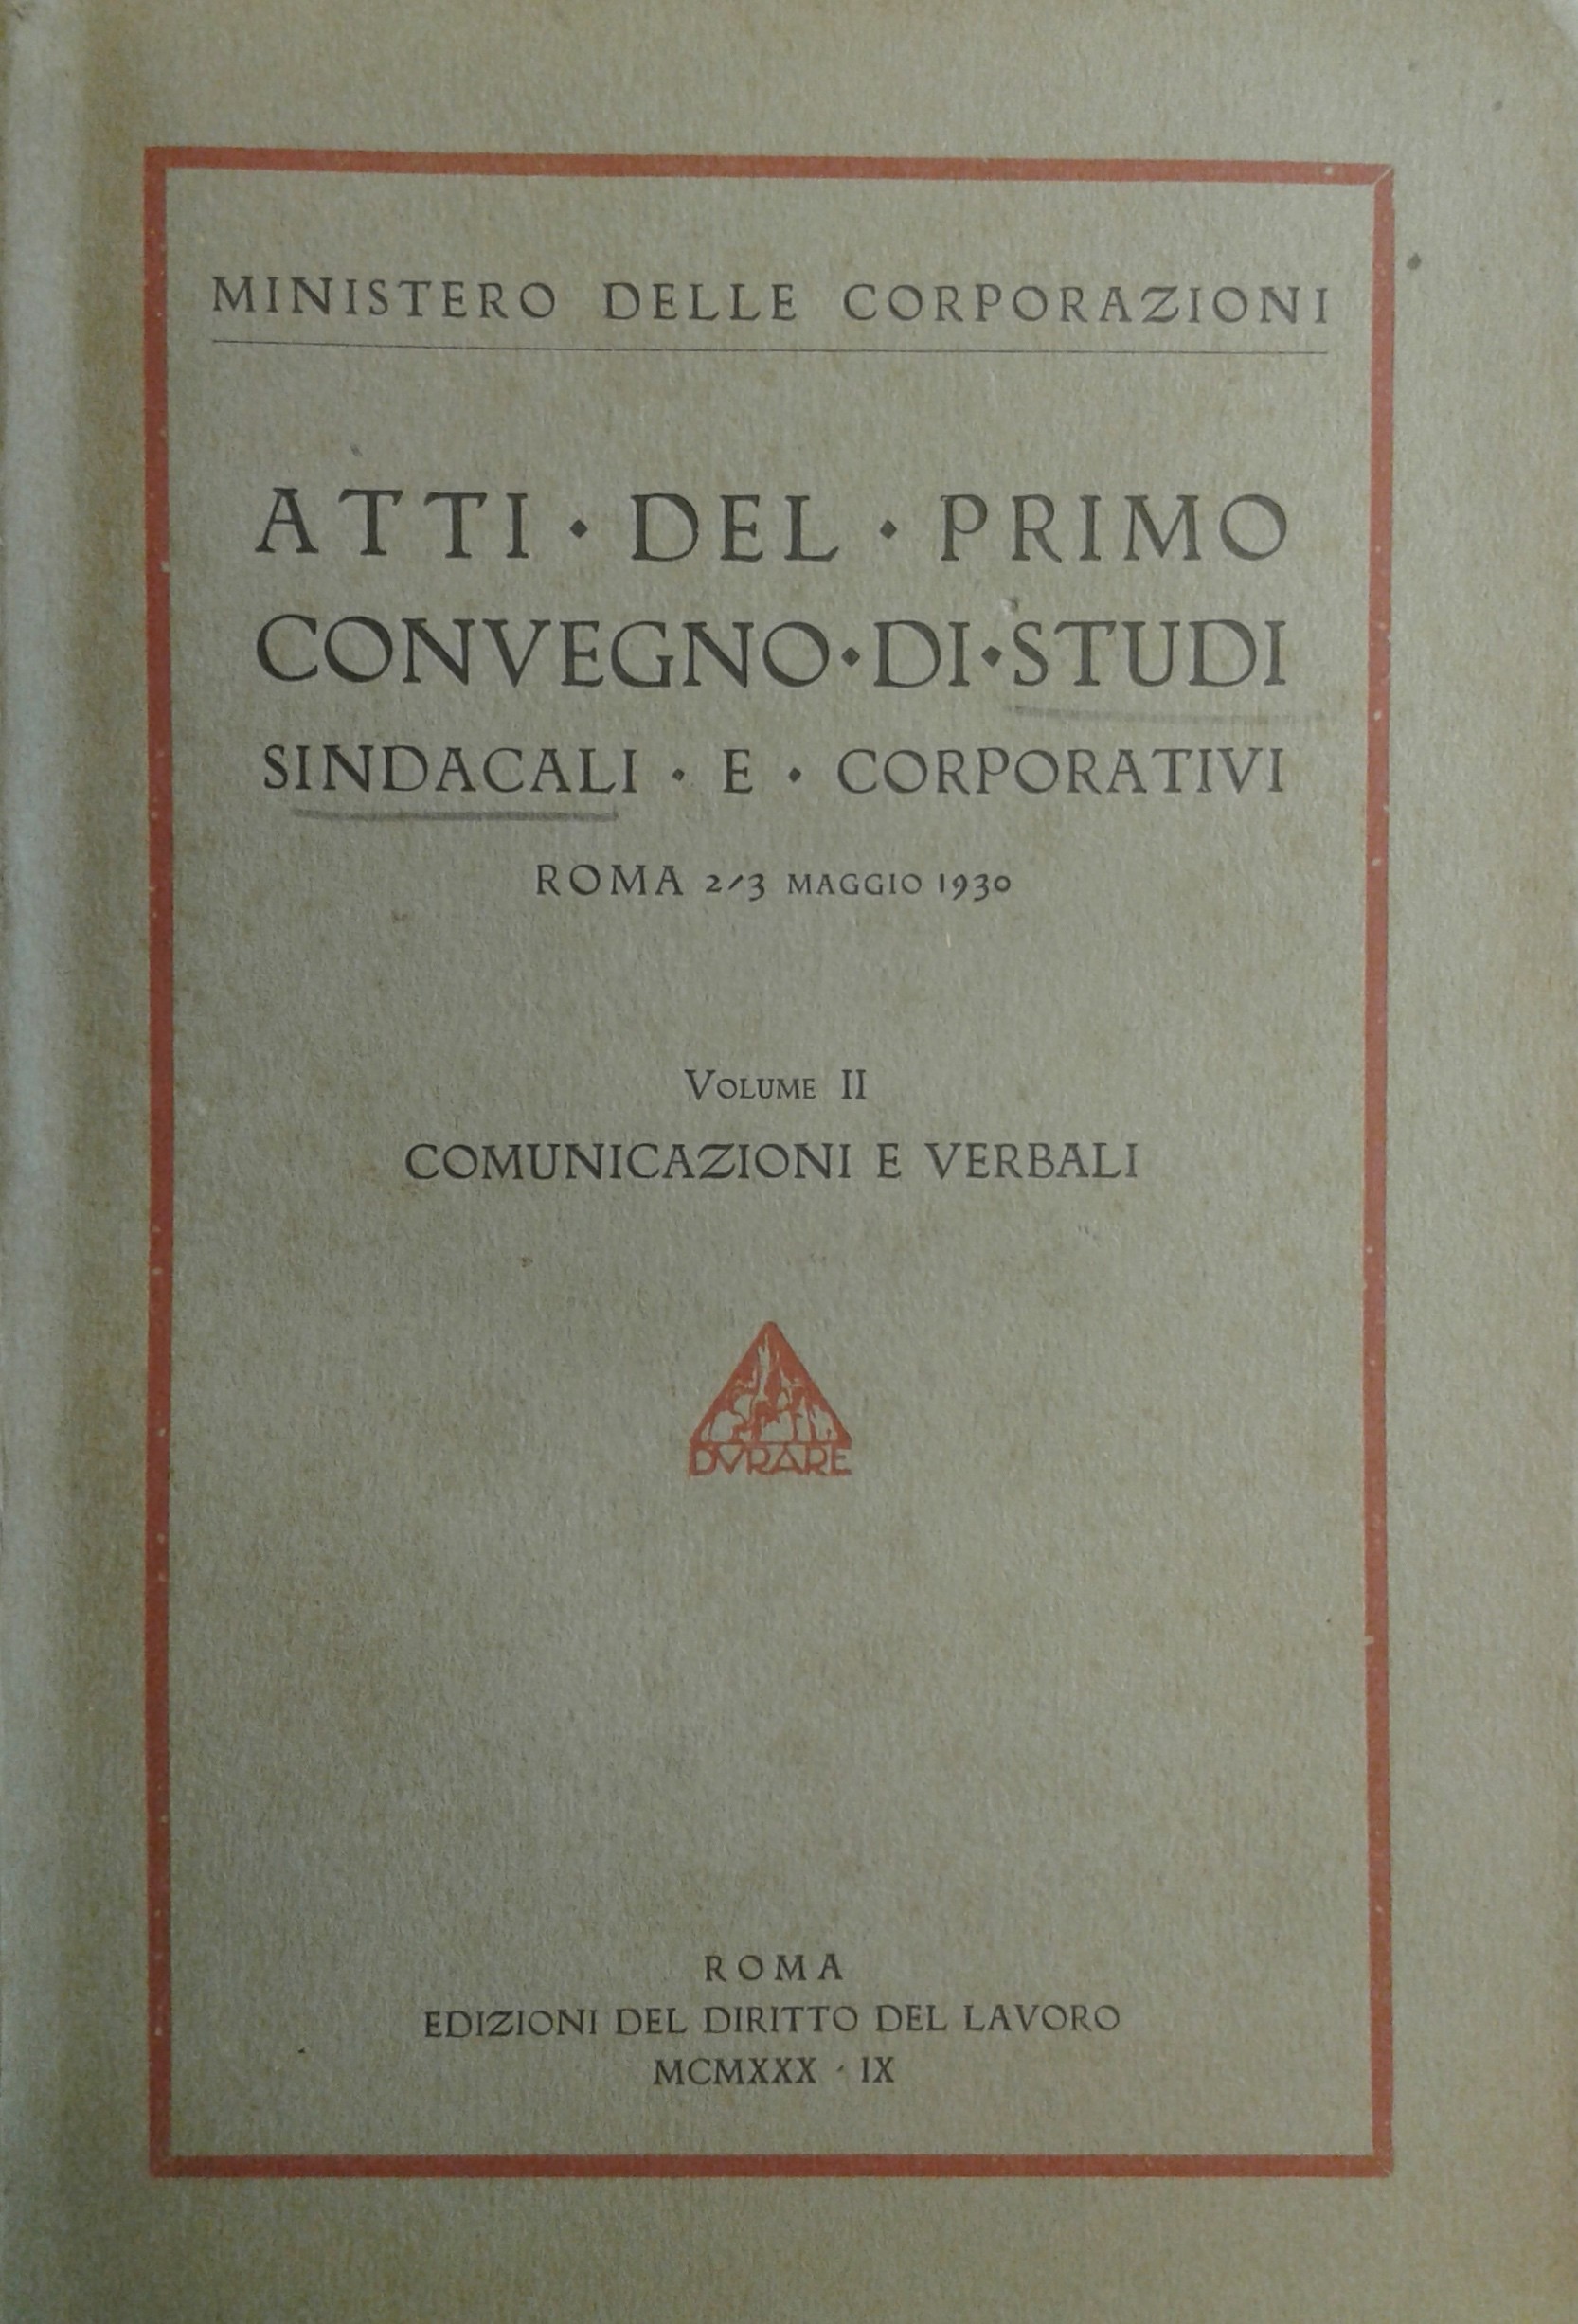 MINISTERO DELLE CORPORAZIONI
ATTI · DEL · PRIMO
CONVEGNO · DI · STUDI
SINDACALI · E · CORPORATIVI
ROMA 2-3 MAGGIO 1930
VOLUME II
COMUNICAZIONI E VERBALI
DVRARE
ROMA
EDIZIONI DEL DIRITTO DEL LAVORO
MCMXXX - IX